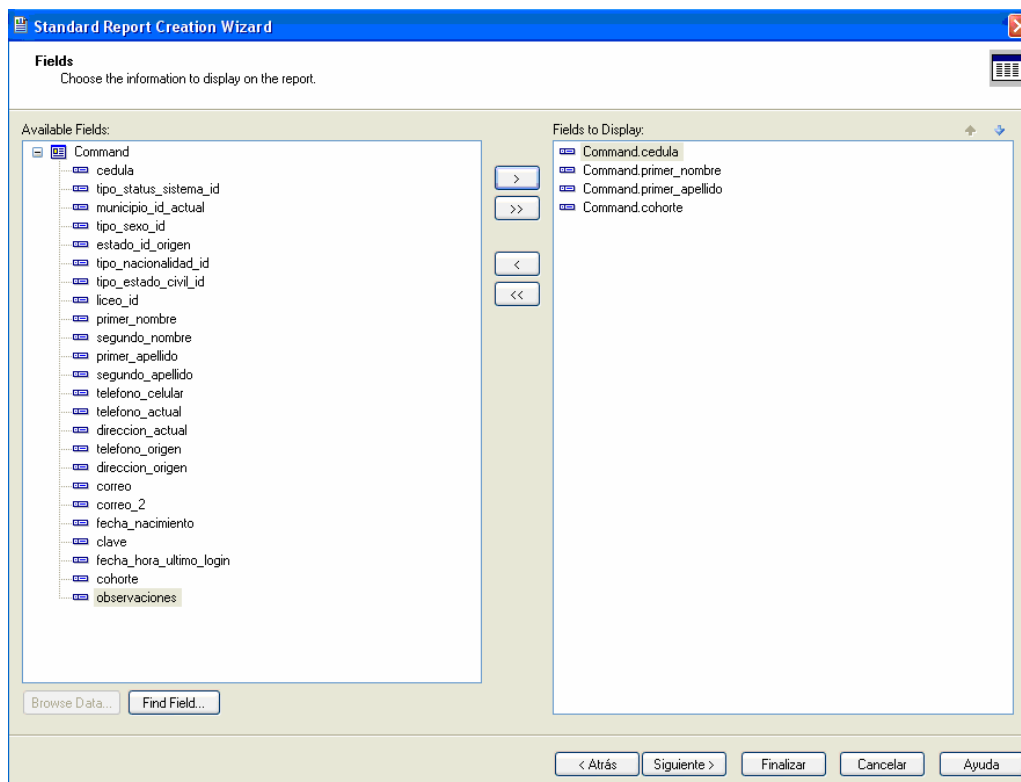 Standard Report Creation Wizard
Fields
Choose the information to display on the report.
Available Fields:
Command
cedula
tipo_status_sistema_id
municipio_id_actual
tipo_sexo_id
estado_id_origen
tipo_nacionalidad_id
tipo_estado_civil_id
liceo_id
primer_nombre
segundo_nombre
primer_apellido
segundo_apellido
telefono_celular
telefono_actual
direccion_actual
telefono_origen
direccion_origen
correo
correo_2
fecha_nacimiento
clave
fecha_hora_ultimo_login
cohorte
observaciones
Browse Data...
Find Field...
>
>>
<
<<
Fields to Display:
Command.cedula
Command.primer_nombre
Command.primer_apellido
Command.cohorte
< Atrás
Siguiente >
Finalizar
Cancelar
Ayuda